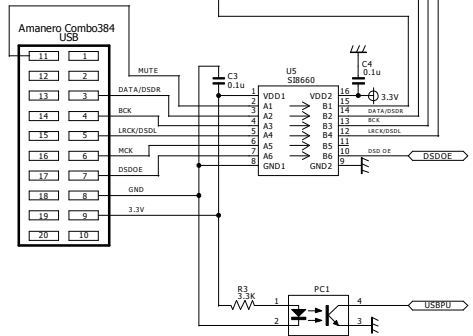 Amanero Combo384
USB
11 1
12 2
13 3
14 4
15 5
16 6
17 7
18 8
19 9
20 10
MUTE
DATA/DSDR
BCK
LRCK/DSDL
MCK
DSDOE
GND
3.3V
C3
0.1u
U5
SI8660
1 VDD1
2 A1
3 A2
4 A3
5 A4
6 A5
7 A6
8 GND1
VDD2 16
B1 15
B2 14
B3 13
B4 12
B5 11
B6 10
GND2 9
C4
0.1u
3.3V
DATA/DSDR
BCK
LRCK/DSDL
DSD OE
DSDOE
R3
3.3K
PC1
1
2
4
3
USBPU